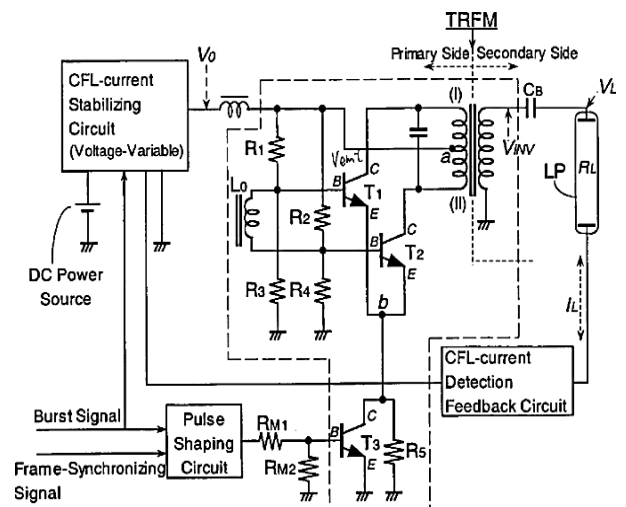 TRFM
Primary Side Secondary Side
V0
CFL-current
Stabilizing
Circuit
(Voltage-Variable)
DC Power
Source
R1
L0
R2
R3
R4
B
C
T1
E
B
C
T2
E
a
b
(I)
(II)
VINV
CB
VL
LP
RL
IL
CFL-current
Detection
Feedback Circuit
Burst Signal
Frame-Synchronizing
Signal
Pulse
Shaping
Circuit
RM1
RM2
B
C
T3
E
R5